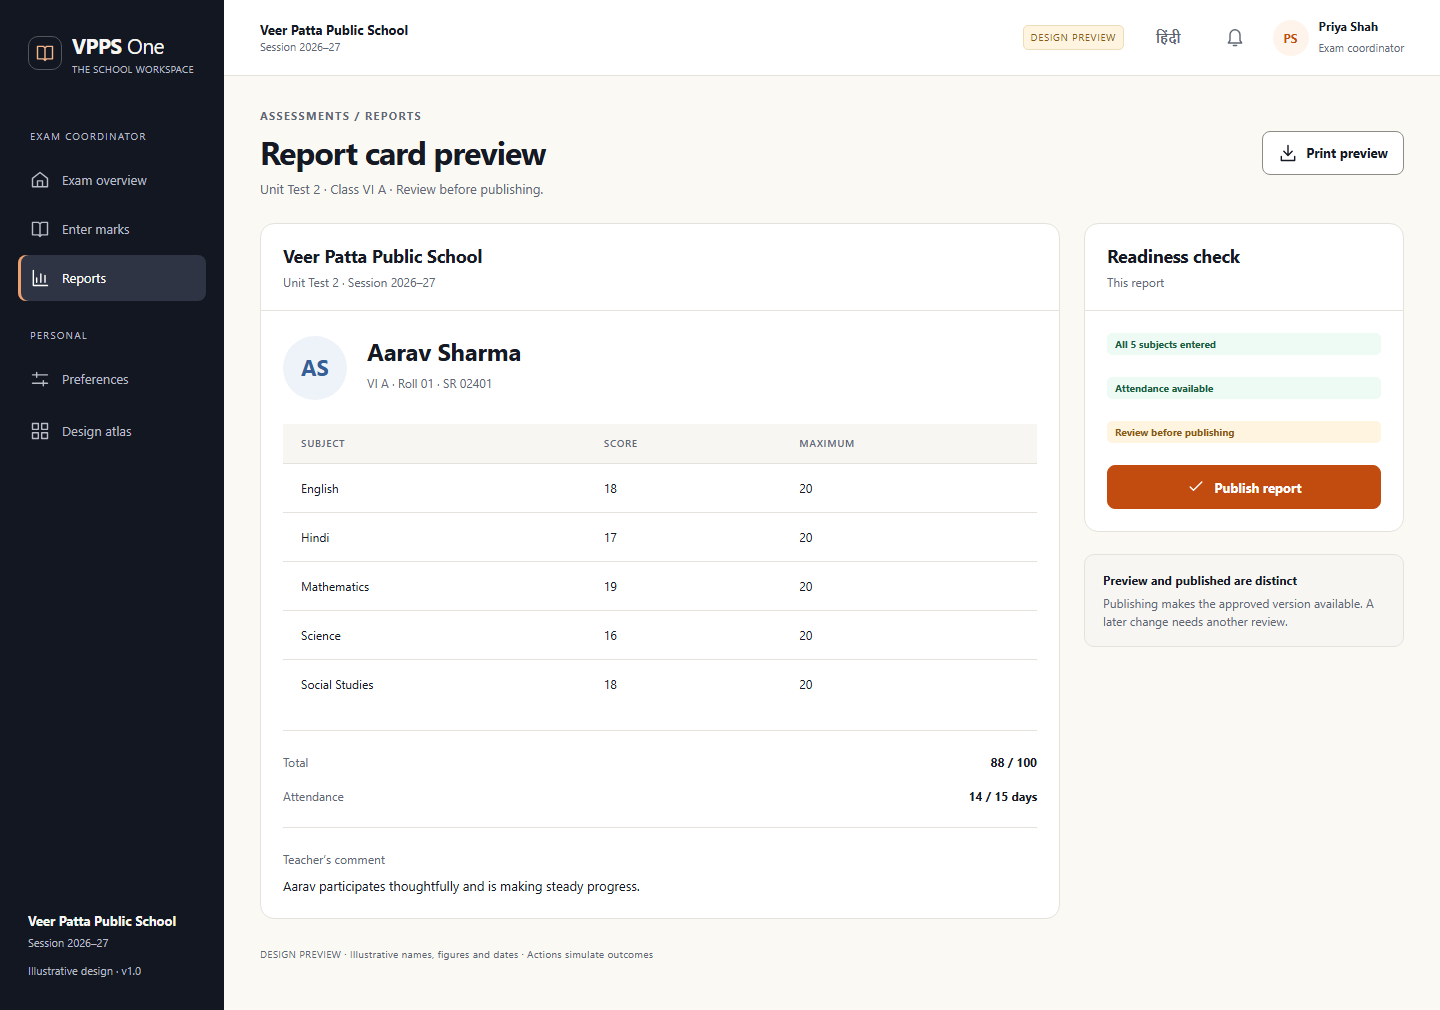 VPPS One
THE SCHOOL WORKSPACE
EXAM COORDINATOR
Exam overview
Enter marks
Reports
PERSONAL
Preferences
Design atlas
Veer Patta Public School
Session 2026–27
Illustrative design · v1.0
Veer Patta Public School
Session 2026–27
DESIGN PREVIEW
हिंदी
PS
Priya Shah
Exam coordinator
ASSESSMENTS / REPORTS
Report card preview
Unit Test 2 · Class VI A · Review before publishing.
Print preview
Veer Patta Public School
Unit Test 2 · Session 2026–27
AS
Aarav Sharma
VI A · Roll 01 · SR 02401
SUBJECT SCORE MAXIMUM
English 18 20
Hindi 17 20
Mathematics 19 20
Science 16 20
Social Studies 18 20
Total 88 / 100
Attendance 14 / 15 days
Teacher's comment
Aarav participates thoughtfully and is making steady progress.
Readiness check
This report
All 5 subjects entered
Attendance available
Review before publishing
Publish report
Preview and published are distinct
Publishing makes the approved version available. A
later change needs another review.
DESIGN PREVIEW · Illustrative names, figures and dates · Actions simulate outcomes